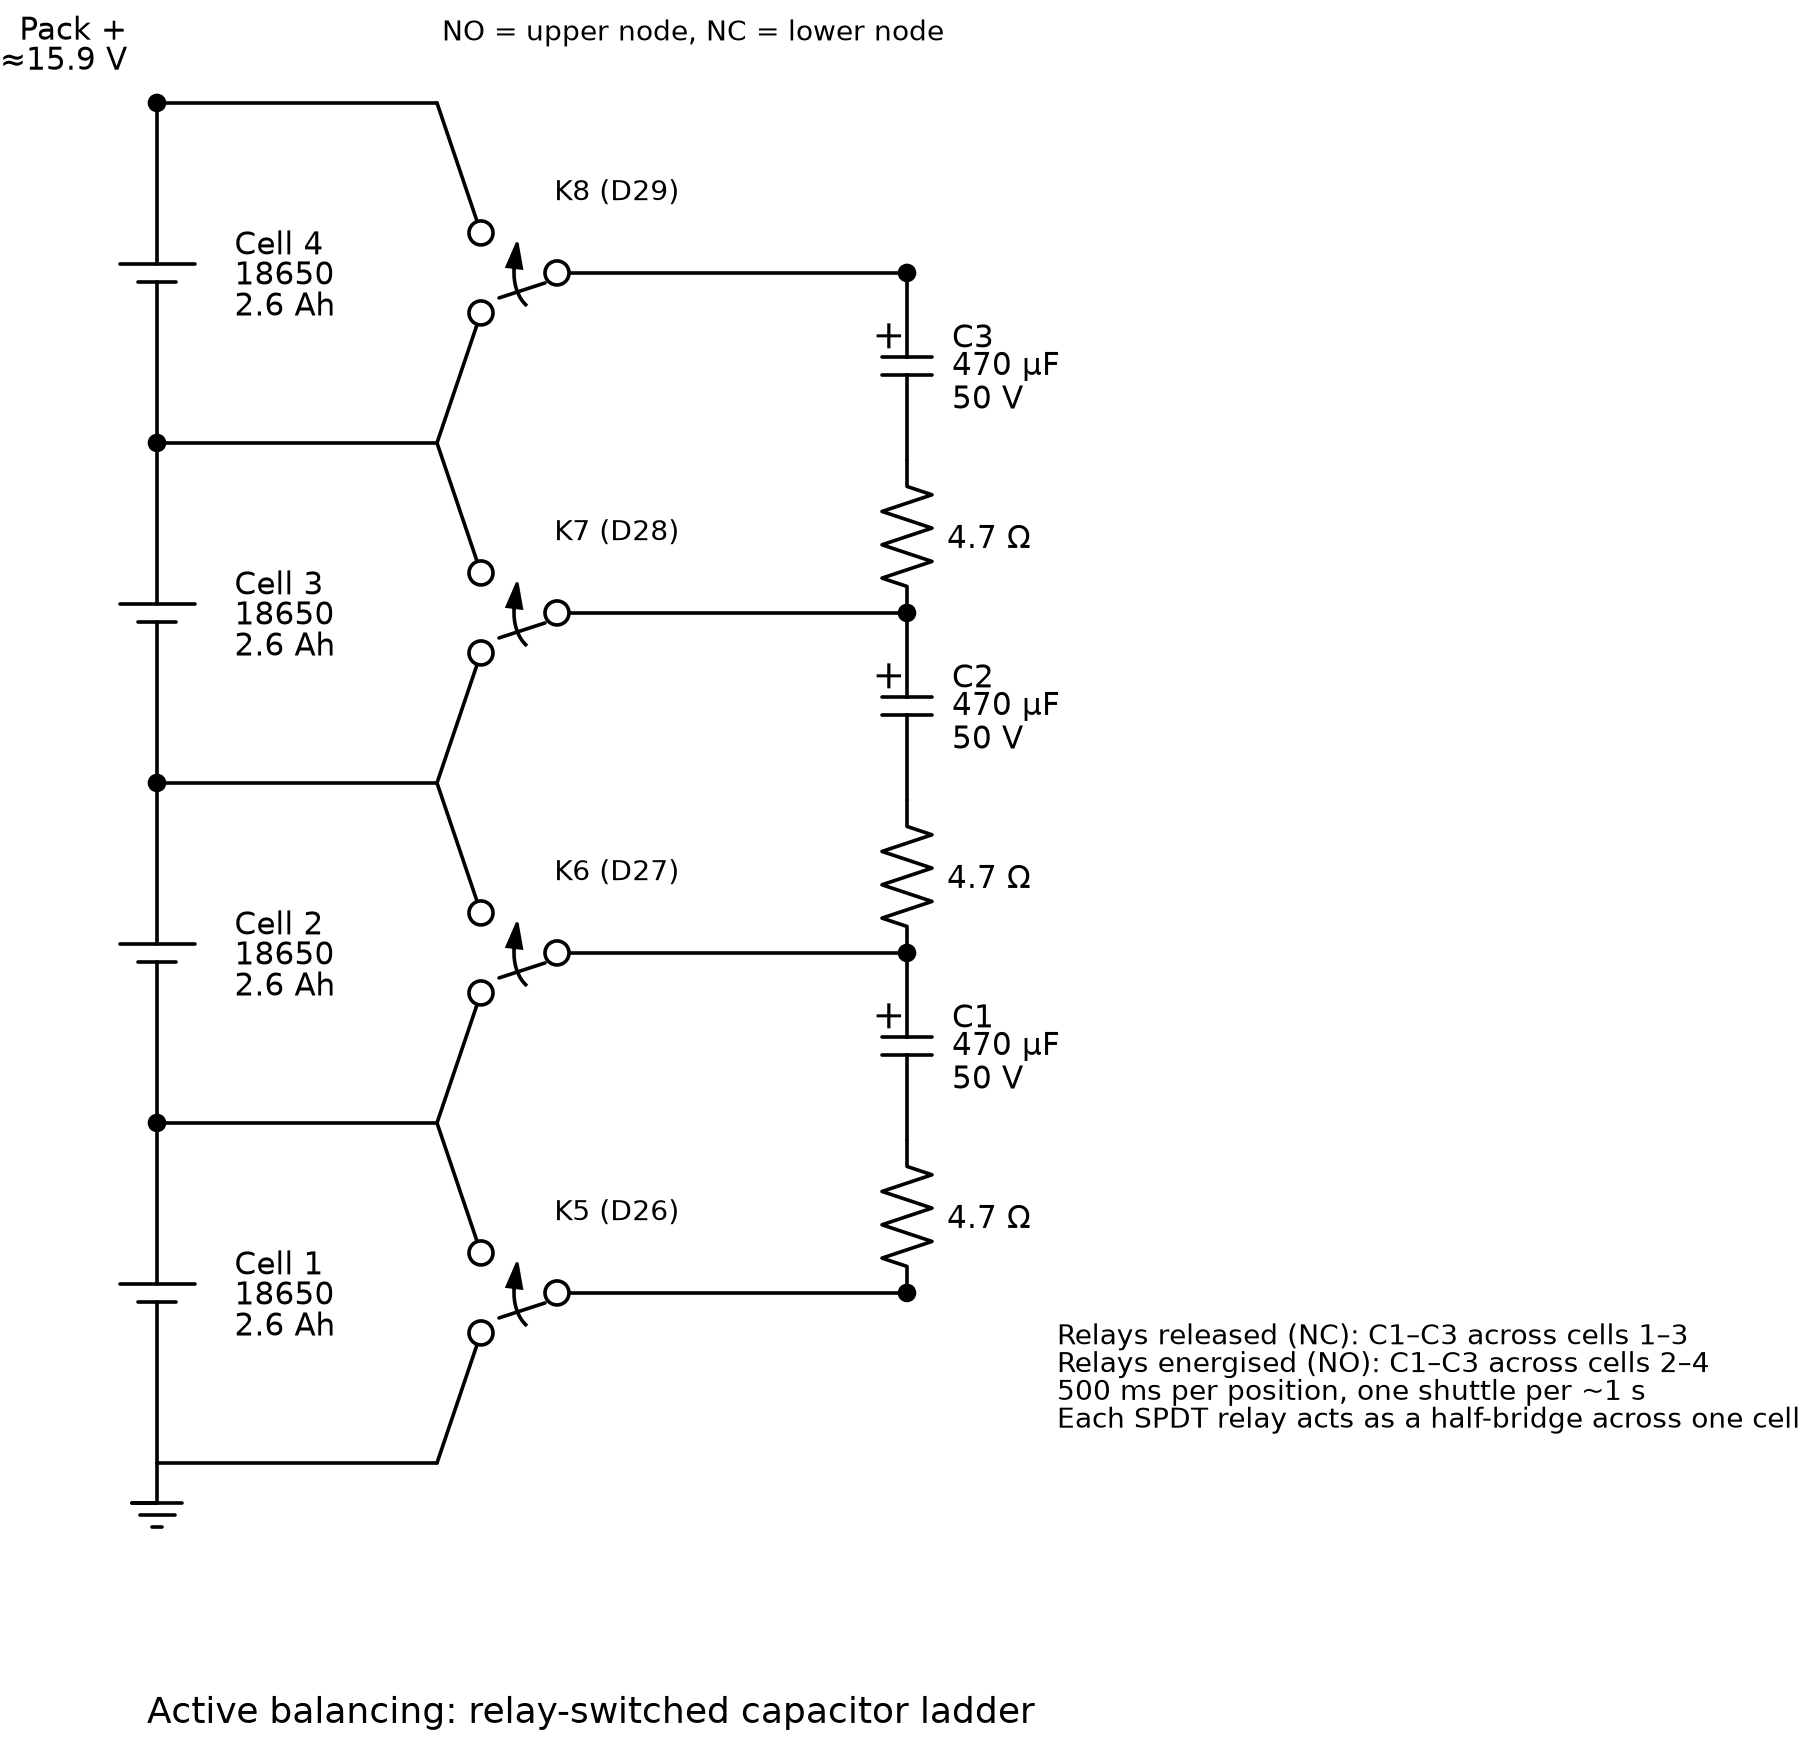 Pack +
≈15.9 V
NO = upper node, NC = lower node
K8 (D29)
Cell 4
18650
2.6 Ah
+
C3
470 µF
50 V
K7 (D28)
4.7 Ω
Cell 3
18650
2.6 Ah
+
C2
470 µF
50 V
K6 (D27)
4.7 Ω
Cell 2
18650
2.6 Ah
+
C1
470 µF
50 V
K5 (D26)
4.7 Ω
Cell 1
18650
2.6 Ah
Relays released (NC): C1–C3 across cells 1–3
Relays energised (NO): C1–C3 across cells 2–4
500 ms per position, one shuttle per ~1 s
Each SPDT relay acts as a half-bridge across one cell
Active balancing: relay-switched capacitor ladder